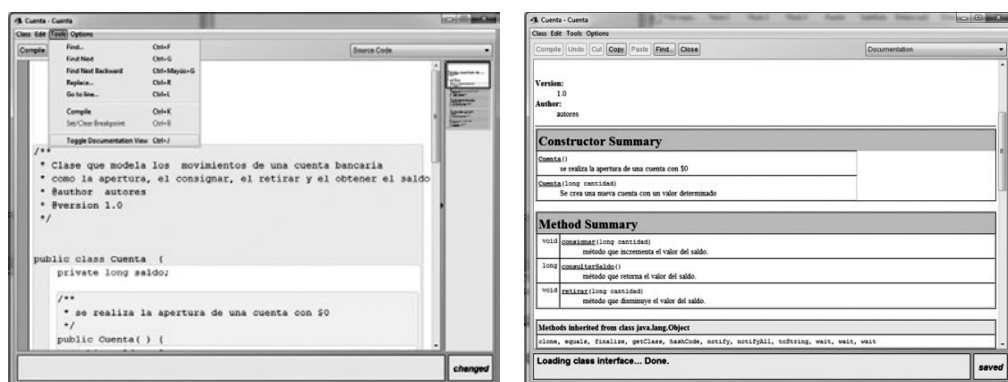 Cuenta - Cuenta
Class Edit Tools Options
Compile
Source Code
Find... Ctrl+F
Find Next Ctrl+G
Find Next Backward Ctrl+Mayús+G
Replace... Ctrl+R
Go to line... Ctrl+L
Compile Ctrl+K
Set/Clear Breakpoint Ctrl+B
Toggle Documentation View Ctrl+J
/**
* Clase que modela los movimientos de una cuenta bancaria
* como la apertura, el consignar, el retirar y el obtener el saldo
* @author autores
* @version 1.0
*/
public class Cuenta {
private long saldo;
/**
* se realiza la apertura de una cuenta con $0
*/
public Cuenta( ) {
changed
Cuenta - Cuenta
Class Edit Tools Options
Compile Undo Cut Copy Paste Find... Close
Documentation
Version:
1.0
Author:
autores
Constructor Summary
Cuenta()
se realiza la apertura de una cuenta con $0
Cuenta(long cantidad)
Se crea una nueva cuenta con un valor determinado
Method Summary
void consignar(long cantidad)
método que incrementa el valor del saldo.
long consultarSaldo()
método que retorna el valor del saldo.
void retirar(long cantidad)
método que disminuye el valor del saldo.
Methods inherited from class java.lang.Object
clone, equals, finalize, getClass, hashCode, notify, notifyAll, toString, wait, wait, wait
Loading class interface... Done.
saved